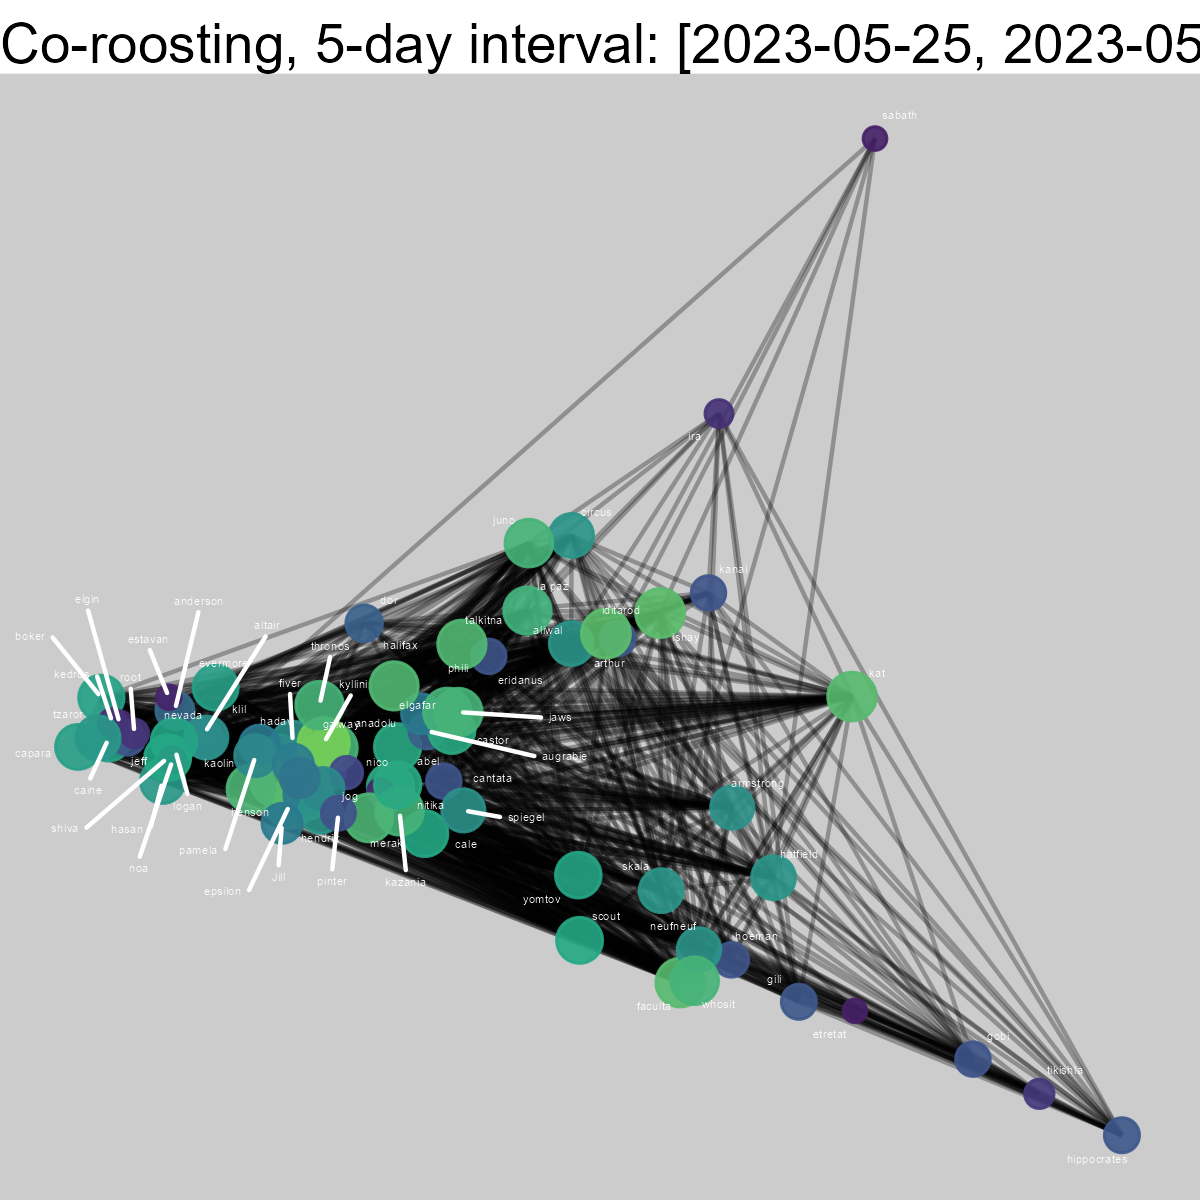 Co-roosting, 5-day interval: [2023-05-25, 2023-05
sabath
ira
circus
juno
kanai
la paz
dor
elgin
anderson
iditarod
talkitna
altair
aliwal
boker
estavan
ishay
halifax
thronos
evermore
arthur
phili
kedron
root
kat
eridanus
fiver
kyllini
elgafar
klil
tzaror
nevada
jaws
hadav
galway
anadolu
castor
capara
augrabie
jeff
kaolin
nico
abel
cantata
armstrong
caine
jog
logan
nitika
henson
spiegel
shiva
hasan
hendrix
merak
cale
pamela
hatfield
noa
skala
Jill
pinter
kazania
epsilon
yomtov
scout
neufneuf
hoeman
gili
faculta
whosit
etretat
gobi
tikishla
hippocrates